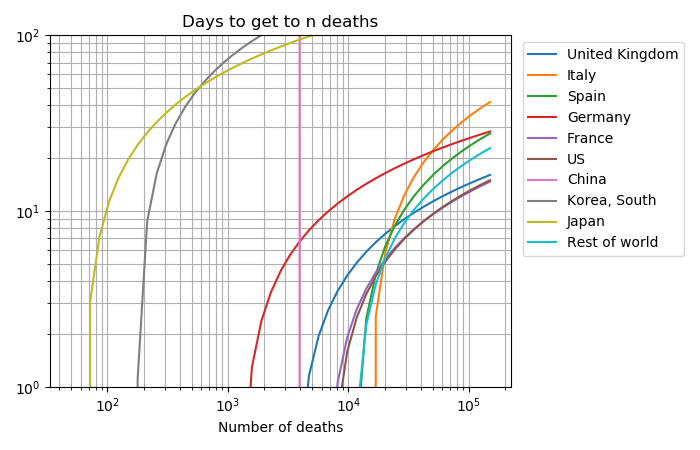 Days to get to n deaths
10²
10¹
10⁰
10²
10³
10⁴
10⁵
Number of deaths
United Kingdom
Italy
Spain
Germany
France
US
China
Korea, South
Japan
Rest of world